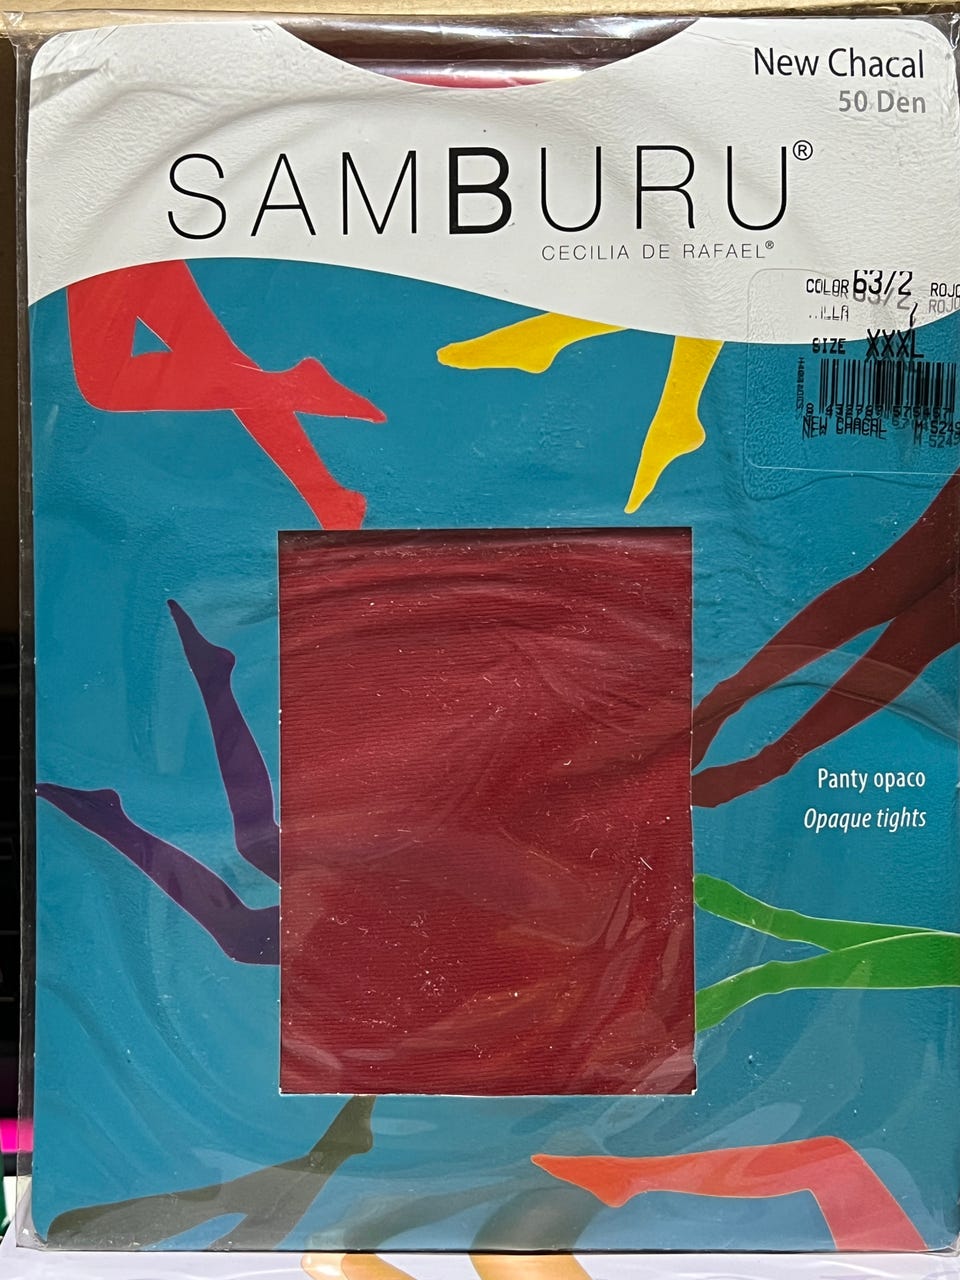 New Chacal
50 Den
SAMBURU®
CECILIA DE RAFAEL®
COLOR 63/2 ROJO
SIZE XXXL
NEW CHACAL
Panty opaco
Opaque tights